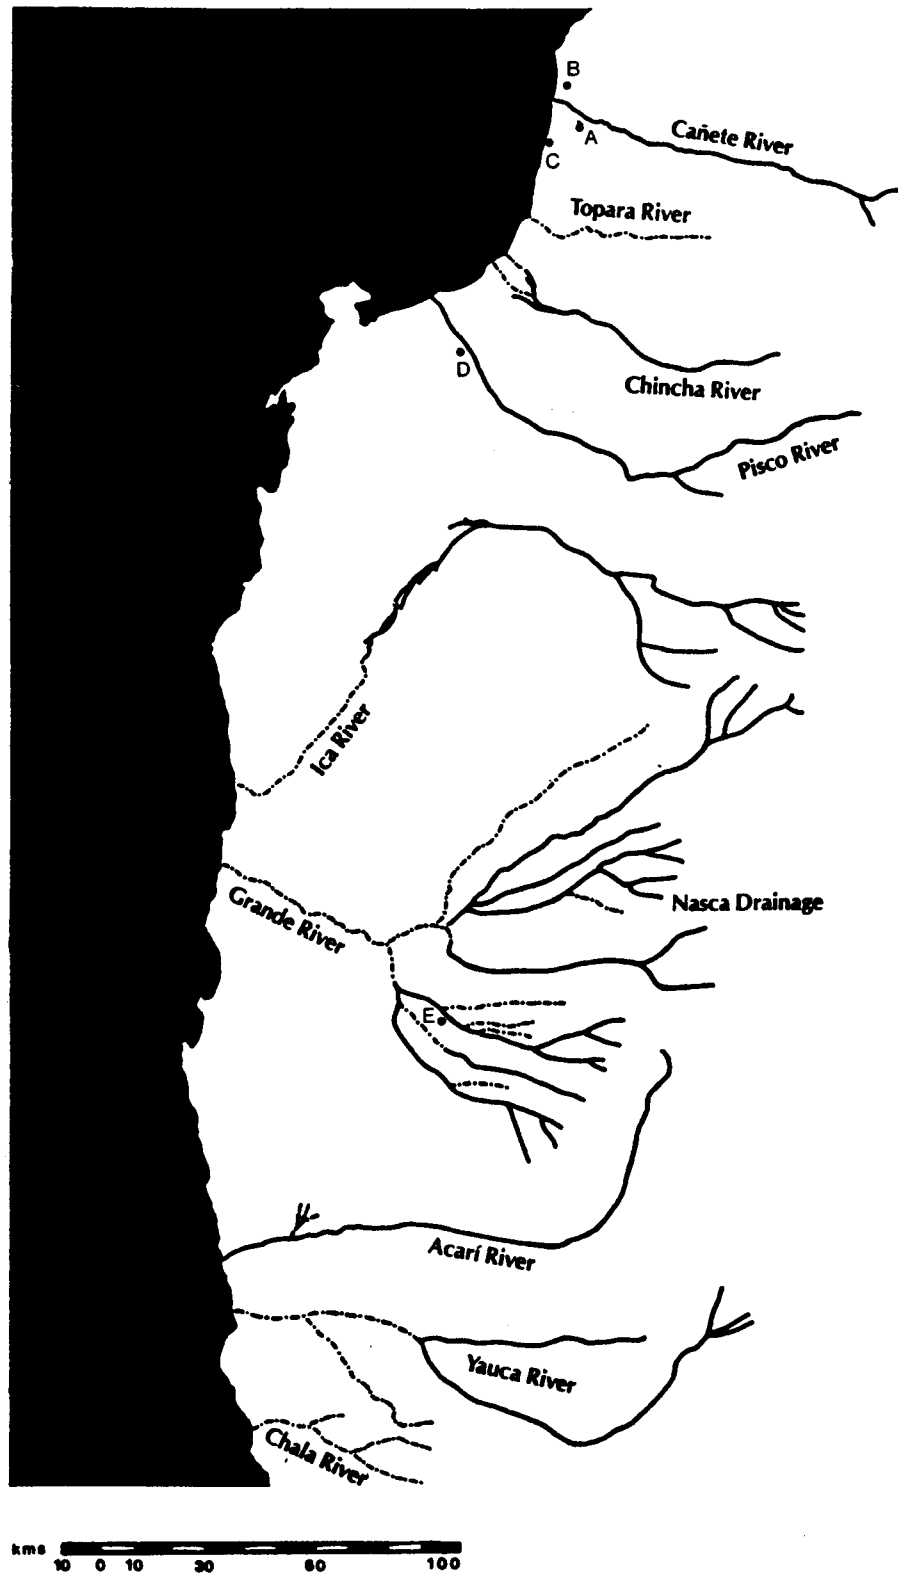 B
A
Cañete River
C
Topara River
D
Chincha River
Pisco River
Ica River
Nasca Drainage
Grande River
E
Acarí River
Yauca River
Chala River
kms
10 0 10 30 60 100